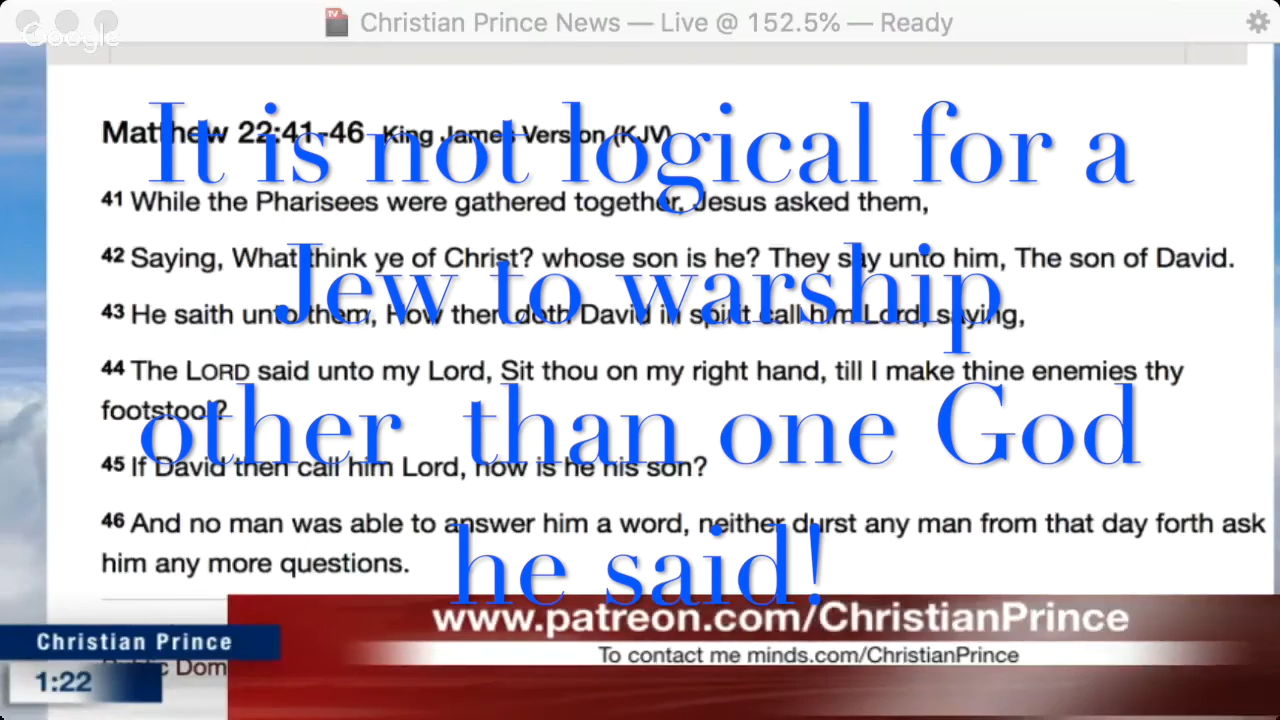 Christian Prince News — Live @ 152.5% — Ready
Google
Matthew 22:41-46 King James Version (KJV)
It is not logical for a
41 While the Pharisees were gathered together, Jesus asked them,
42 Saying, What think ye of Christ? whose son is he? They say unto him, The son of David.
Jew to warship
43 He saith unto them, How then doth David in spirit call him Lord, saying,
44 The LORD said unto my Lord, Sit thou on my right hand, till I make thine enemies thy
footstool?
other than one God
45 If David then call him Lord, how is he his son?
46 And no man was able to answer him a word, neither durst any man from that day forth ask
him any more questions.
he said!
www.patreon.com/ChristianPrince
Christian Prince
To contact me minds.com/ChristianPrince
Dom
1:22